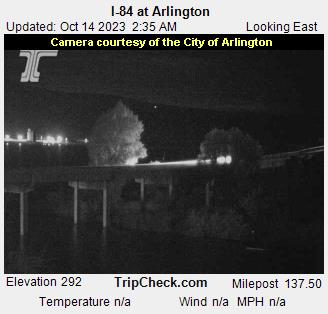 I-84 at Arlington
Updated: Oct 14 2023 2:35 AM Looking East
Camera courtesy of the City of Arlington
Elevation 292 TripCheck.com Milepost 137.50
Temperature n/a Wind n/a MPH n/a